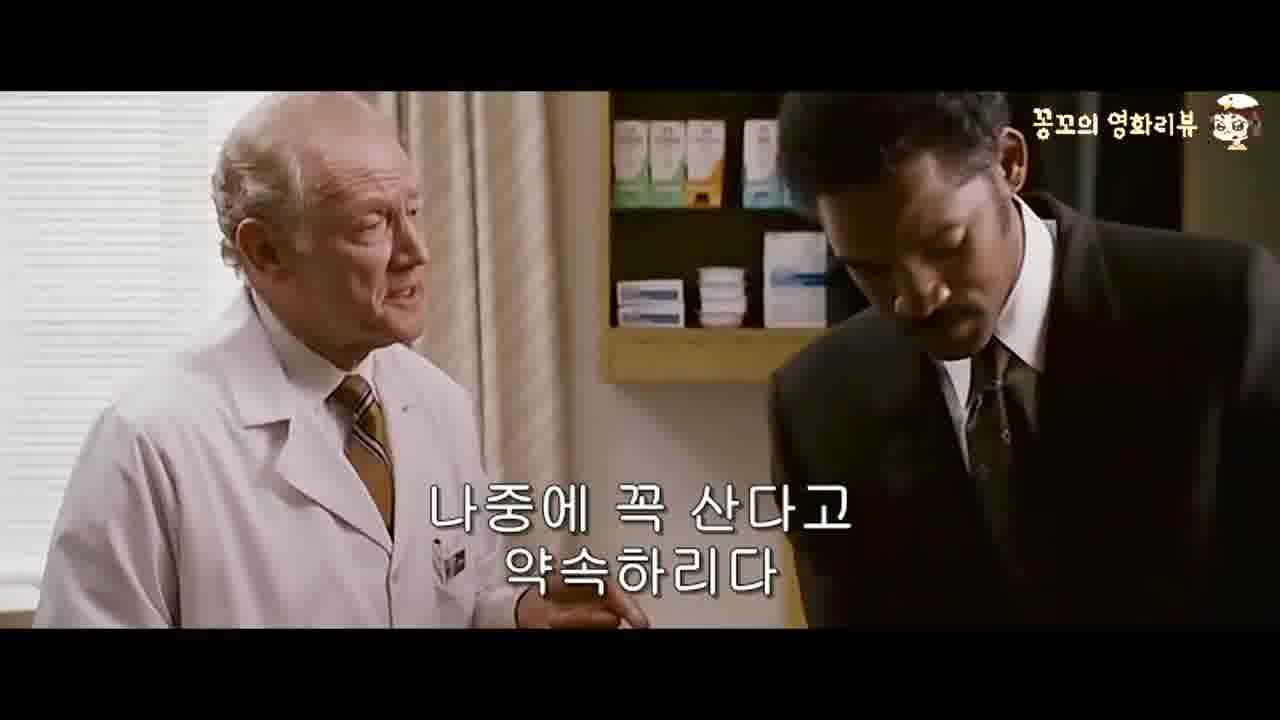 꽁꼬의 영화리뷰
나중에 꼭 산다고
약속하리다